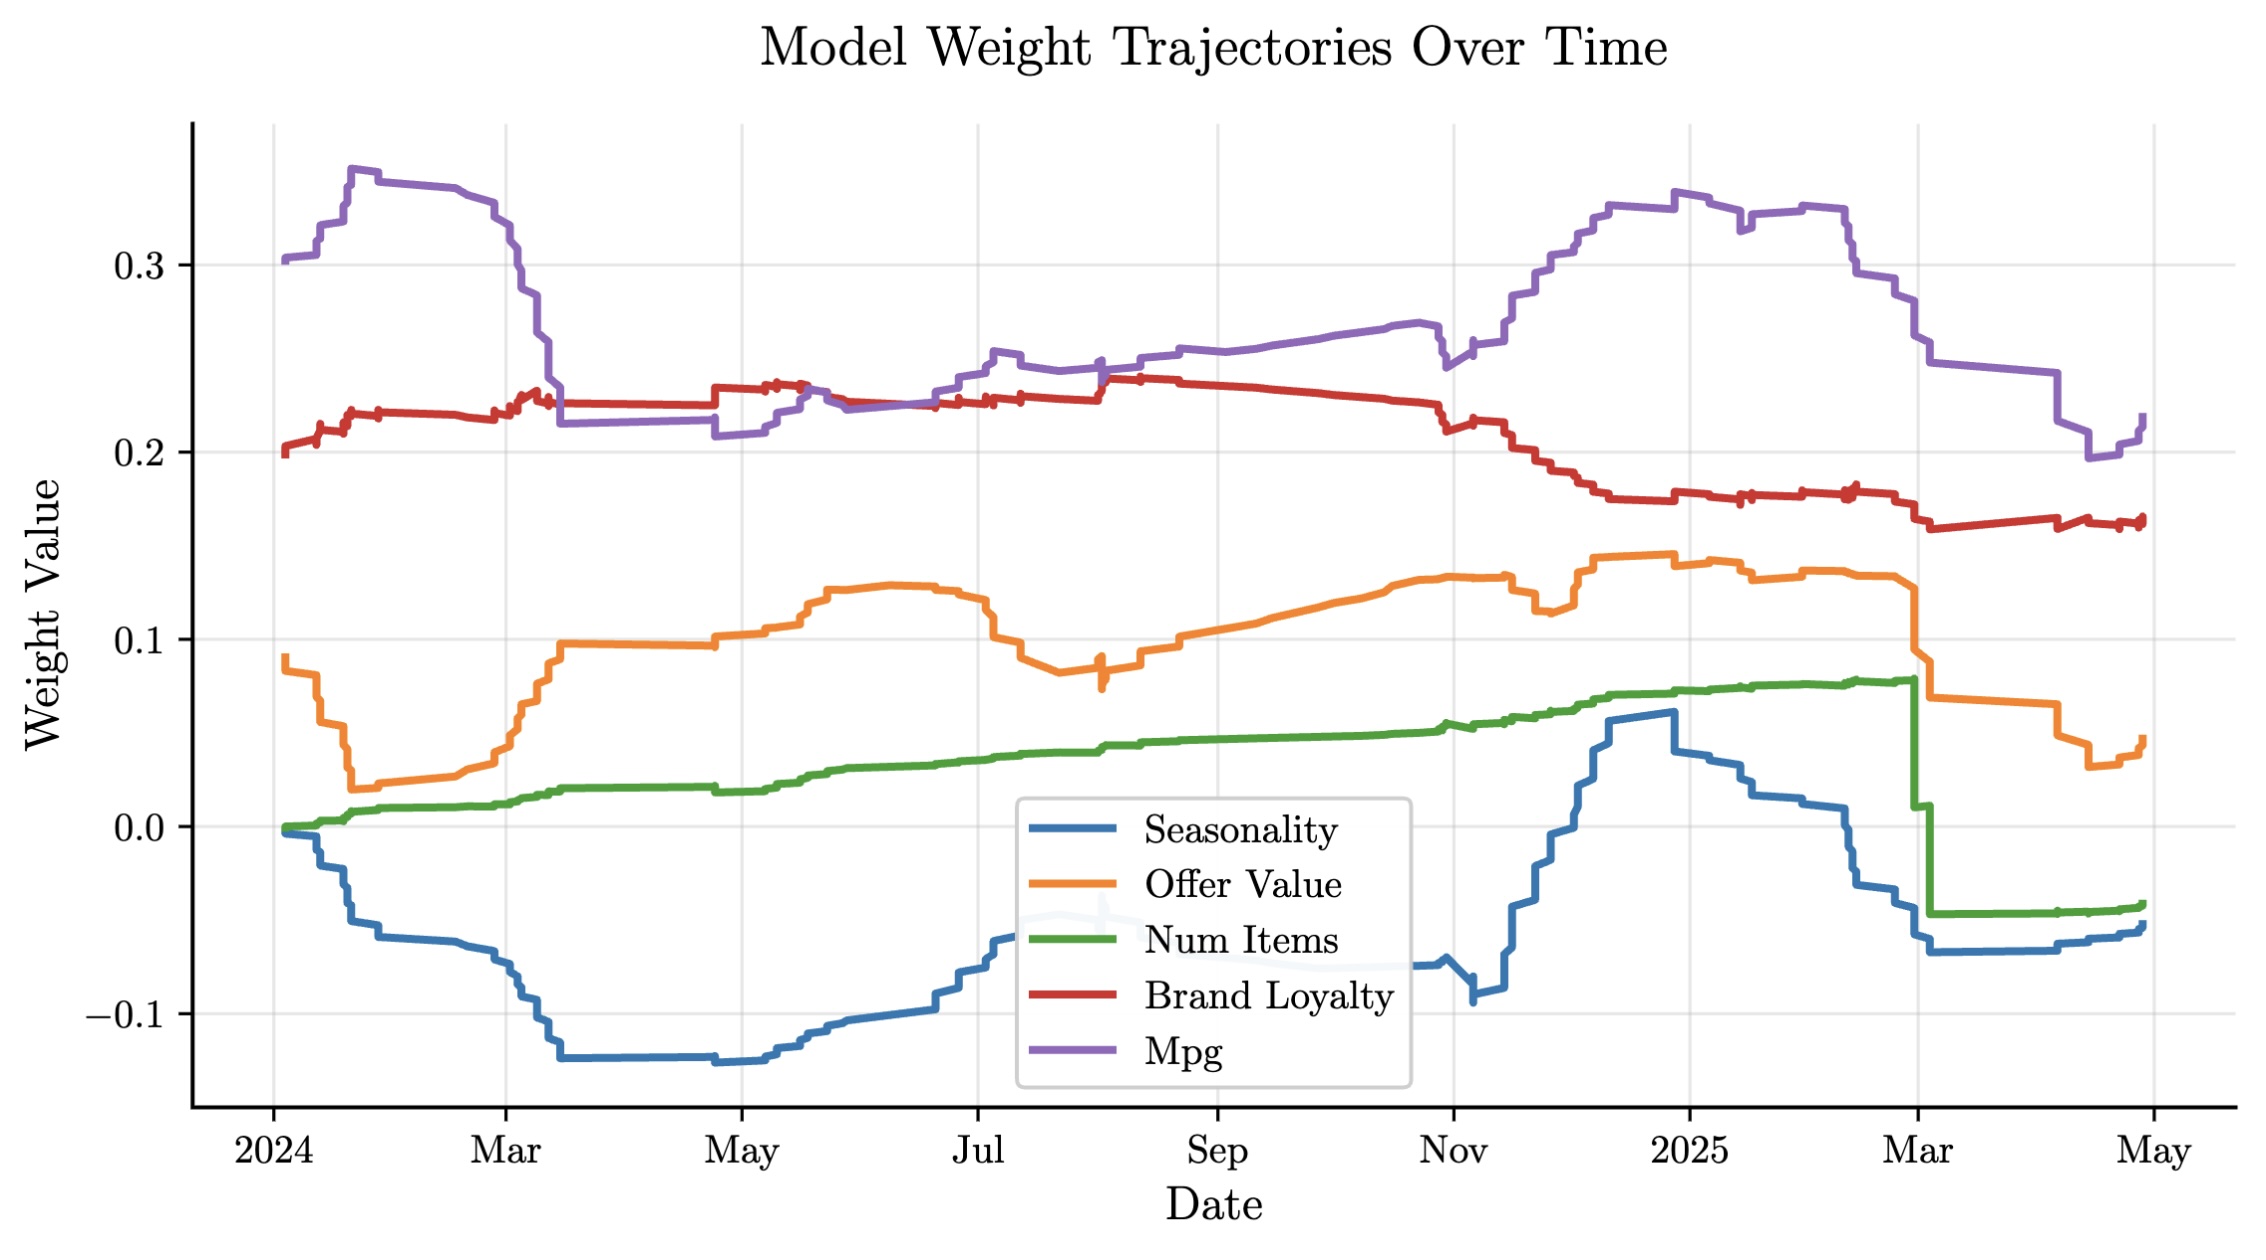 Model Weight Trajectories Over Time
Weight Value
0.3
0.2
0.1
0.0
−0.1
Seasonality
Offer Value
Num Items
Brand Loyalty
Mpg
2024 Mar May Jul Sep Nov 2025 Mar May
Date